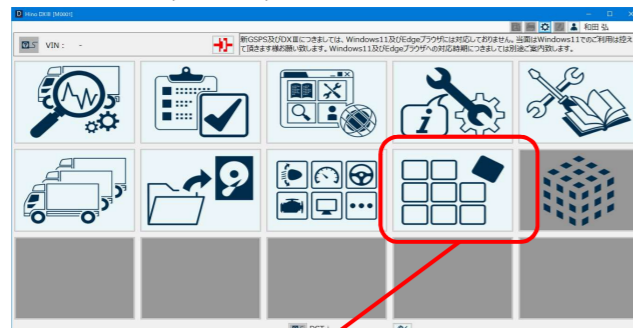 Hino DXⅢ [M0001]
和田 弘
VIN : -
新GSPS及びDXⅢにつきましては、Windows11及びEdgeブラウザには対応しておりません。当面はWindows11でのご利用は控え
て頂きます様お願い致します。Windows11及びEdgeブラウザへの対応時期につきましては別途ご案内致します。
i
DST :